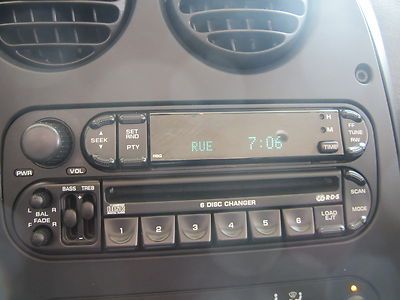 SEEK
SET
RND
PTY
RBQ
RUE 7:06
H
M
TIME
FF
TUNE
RW
PWR
VOL
BASS TREB
L
R
BAL
FADE
L
R
6 DISC CHANGER
RDS
1 2 3 4 5 6
LOAD
EJT
SCAN
MODE